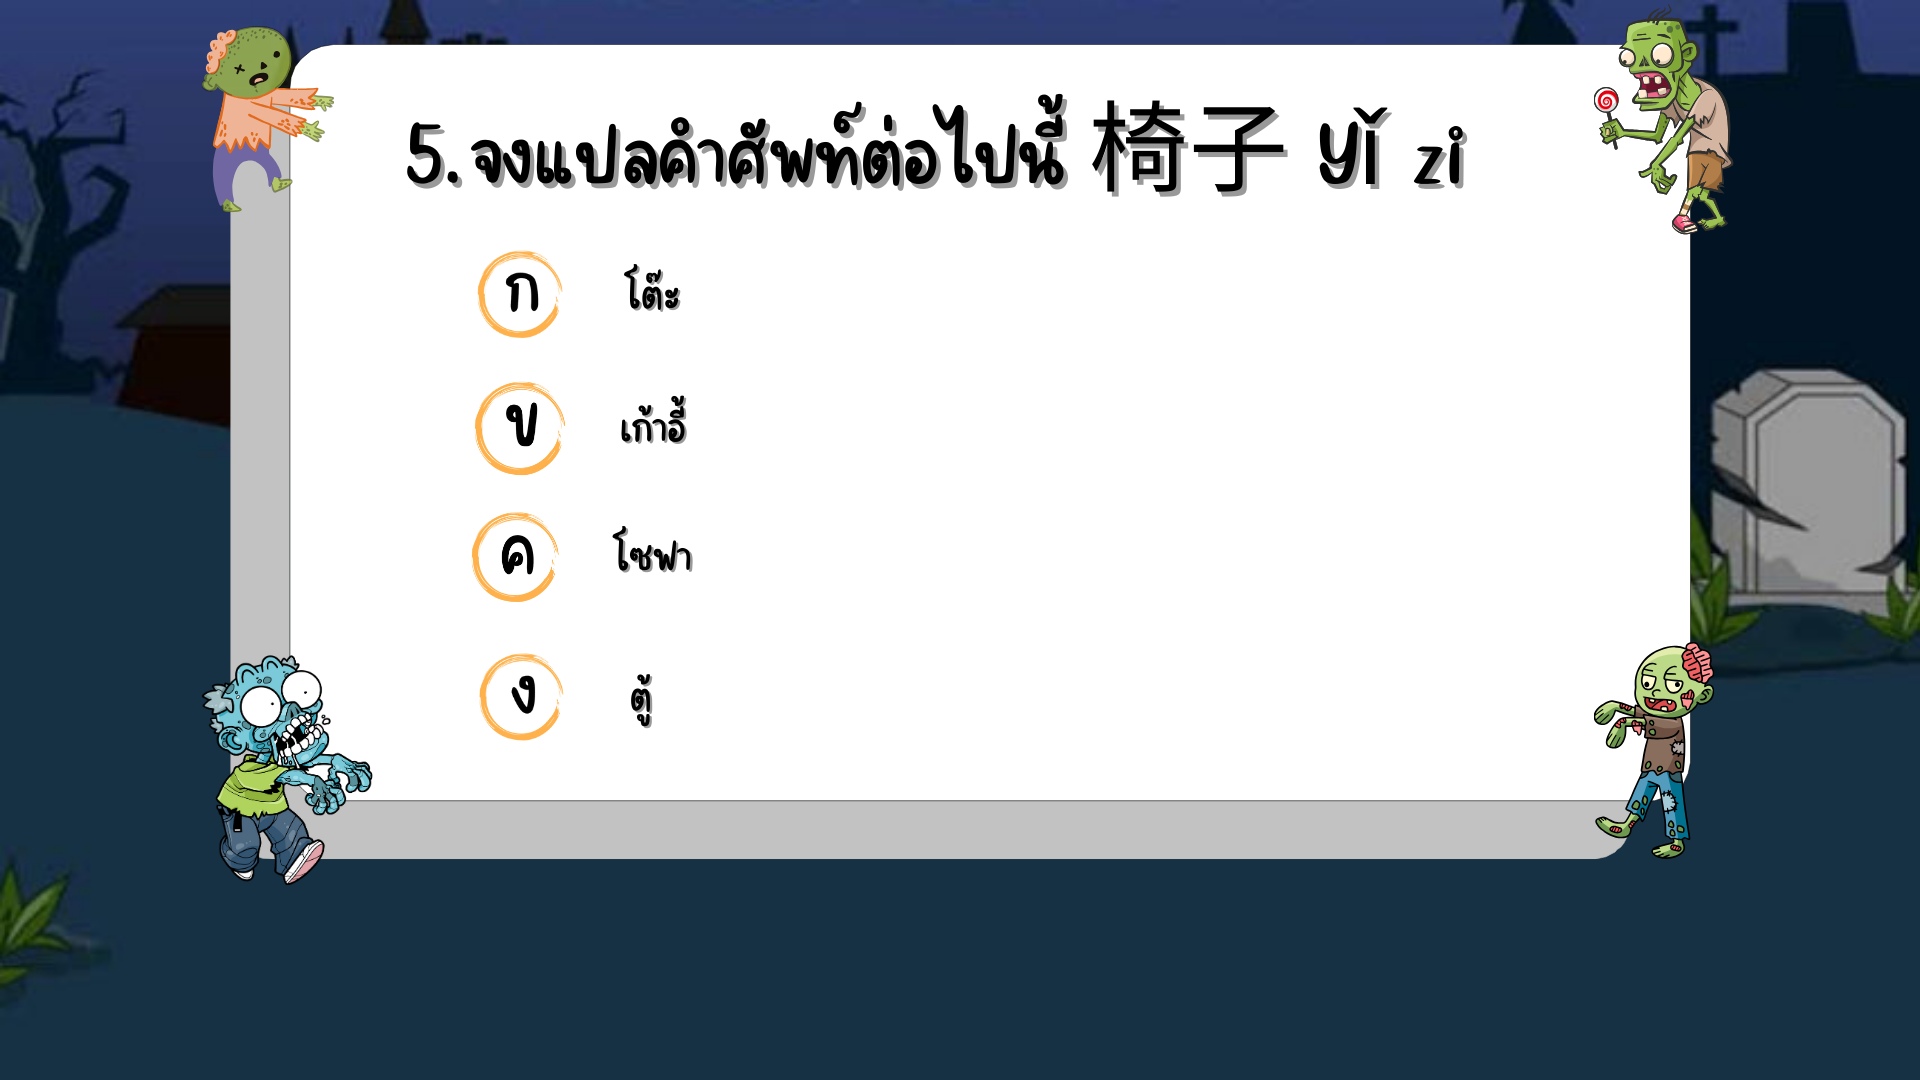 5. จงแปลคำศัพท์ต่อไปนี้ 椅子 yǐ zi
ก โต๊ะ
ข เก้าอี้
ค โซฟา
ง ตู้